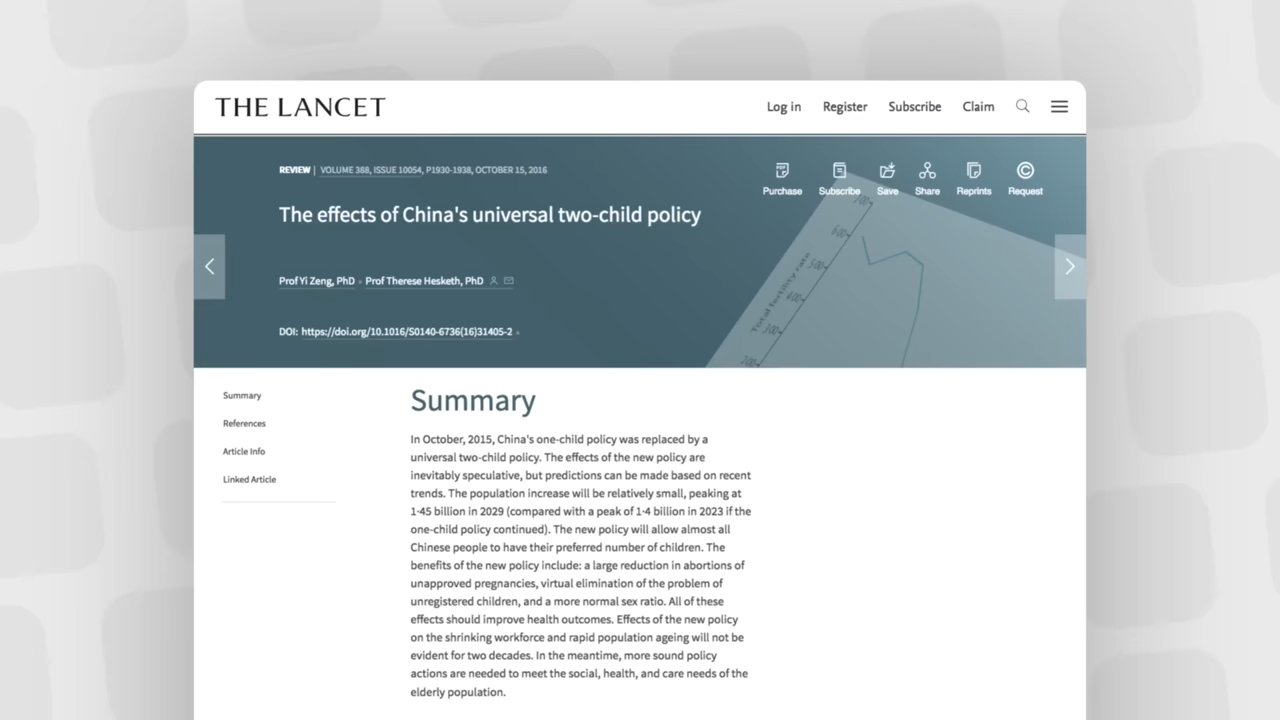 THE LANCET
Log in Register Subscribe Claim
REVIEW | VOLUME 388, ISSUE 10054, P1930-1938, OCTOBER 15, 2016
PDF
Purchase Subscribe Save Share Reprints Request
The effects of China's universal two-child policy
Prof Yi Zeng, PhD • Prof Therese Hesketh, PhD
DOI: https://doi.org/10.1016/S0140-6736(16)31405-2
Total fertility rate
700
600
500
400
300
200
Summary
References
Article Info
Linked Article
Summary
In October, 2015, China's one-child policy was replaced by a
universal two-child policy. The effects of the new policy are
inevitably speculative, but predictions can be made based on recent
trends. The population increase will be relatively small, peaking at
1·45 billion in 2029 (compared with a peak of 1·4 billion in 2023 if the
one-child policy continued). The new policy will allow almost all
Chinese people to have their preferred number of children. The
benefits of the new policy include: a large reduction in abortions of
unapproved pregnancies, virtual elimination of the problem of
unregistered children, and a more normal sex ratio. All of these
effects should improve health outcomes. Effects of the new policy
on the shrinking workforce and rapid population ageing will not be
evident for two decades. In the meantime, more sound policy
actions are needed to meet the social, health, and care needs of the
elderly population.